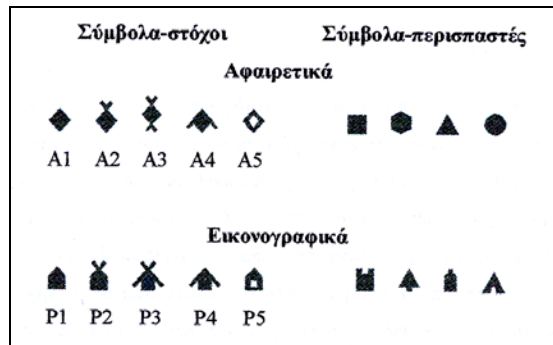 Σύμβολα-στόχοι Σύμβολα-περισπαστές
Αφαιρετικά
A1 A2 A3 A4 A5
Εικονογραφικά
P1 P2 P3 P4 P5